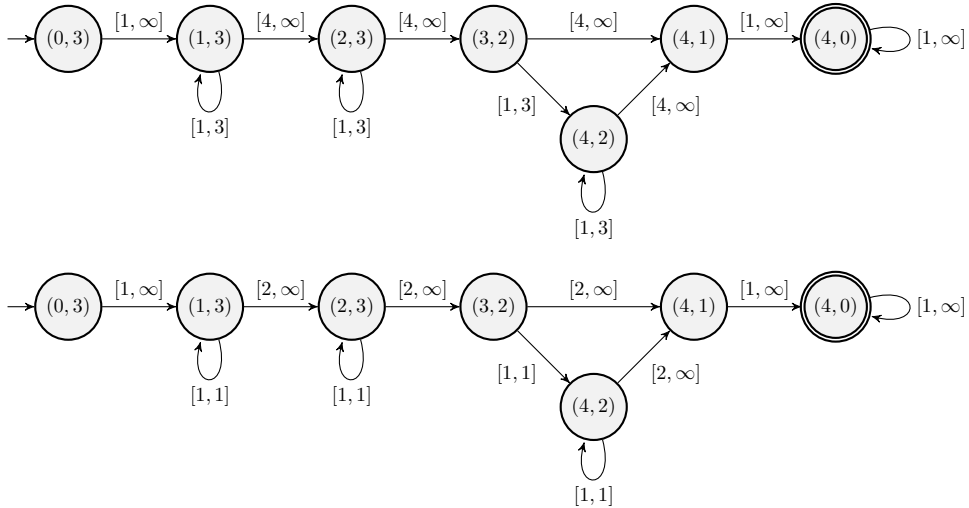 [1, ∞] [4, ∞] [4, ∞] [4, ∞] [1, ∞]
(0, 3) (1, 3) (2, 3) (3, 2) (4, 1) (4, 0) [1, ∞]
[1, 3] [4, ∞]
[1, 3] [1, 3]
(4, 2)
[1, 3]
[1, ∞] [2, ∞] [2, ∞] [2, ∞] [1, ∞]
(0, 3) (1, 3) (2, 3) (3, 2) (4, 1) (4, 0) [1, ∞]
[1, 1] [2, ∞]
[1, 1] [1, 1]
(4, 2)
[1, 1]